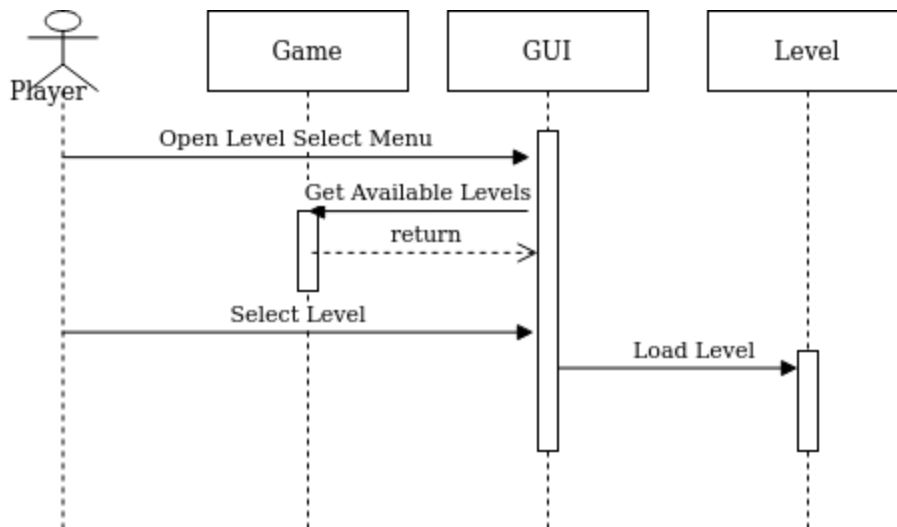 Player
Game
GUI
Level
Open Level Select Menu
Get Available Levels
return
Select Level
Load Level